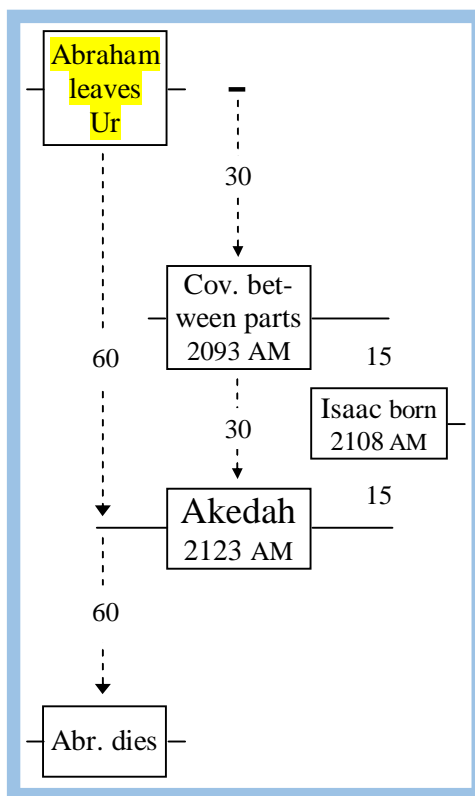 Abraham
leaves
Ur
30
Cov. bet-
ween parts
2093 AM
60
15
Isaac born
2108 AM
30
15
Akedah
2123 AM
60
Abr. dies